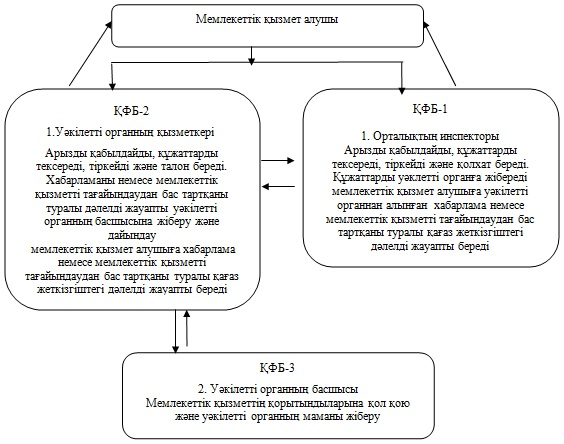 Мемлекеттік қызмет алушы
ҚФБ-2
1.Уәкілетті органның қызметкері
Арызды қабылдайды, құжаттарды
тексереді, тіркейді және талон береді.
Хабарламаны немесе мемлекеттік
қызметті тағайындаудан бас тартқаны
туралы дәлелді жауапты уәкілетті
органның басшысына жіберу және
дайындау
мемлекеттік қызмет алушыға хабарлама
немесе мемлекеттік қызметті
тағайындаудан бас тартқаны туралы қағаз
жеткізгіштегі дәлелді жауапты береді
ҚФБ-1
1. Орталықтың инспекторы
Арызды қабылдайды, құжаттарды
тексереді, тіркейді және қолхат береді.
Құжаттарды уәклетті органға жібереді
мемлекеттік қызмет алушыға уәкілетті
органнан алынған хабарлама немесе
мемлекеттік қызметті тағайындаудан бас
тартқаны туралы қағаз жеткізгіштегі
дәлелді жауапты береді
ҚФБ-3
2. Уәкілетті органның басшысы
Мемлекеттік қызметтің қорытындыларына қол қою
және уәкілетті органның маманы жіберу